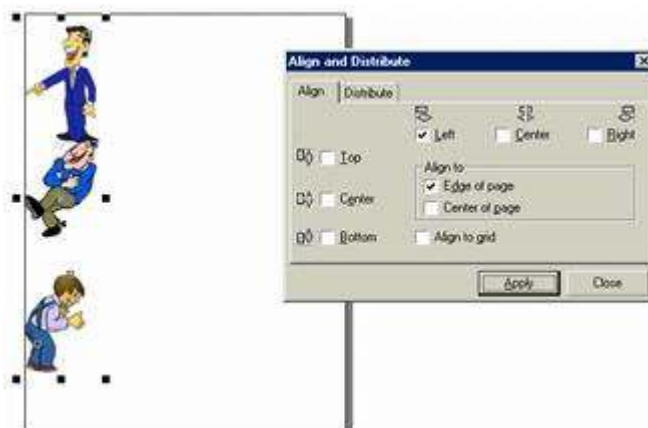 Align and Distribute
Align Distribute
Left Center Right
Top
Align to
Edge of page
Center Center of page
Bottom Align to grid
Apply Close